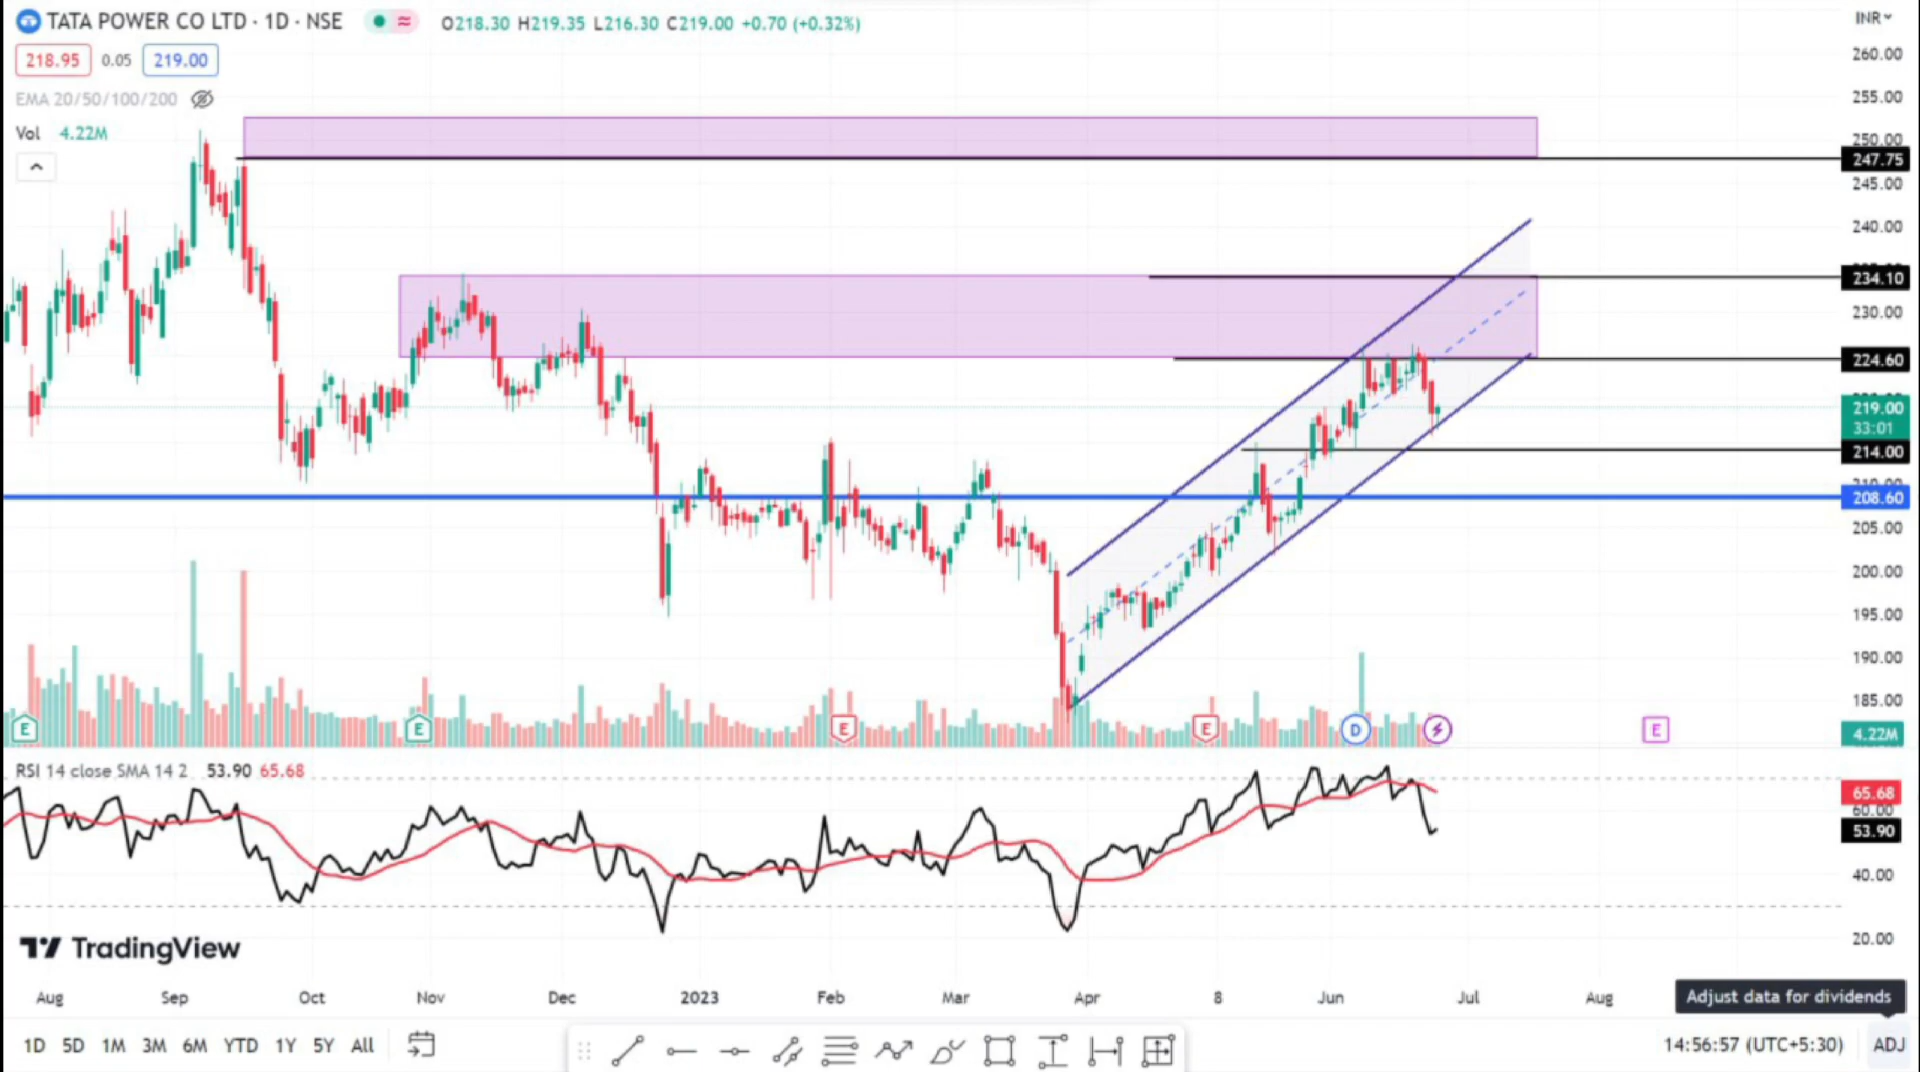 TATA POWER CO LTD · 1D · NSE O218.30 H219.35 L216.30 C219.00 +0.70 (+0.32%)
INR
218.95 0.05 219.00
EMA 20/50/100/200
Vol 4.22M
260.00
255.00
250.00
247.75
245.00
240.00
234.10
230.00
224.60
219.00
33:01
214.00
208.60
205.00
200.00
195.00
190.00
185.00
E E E E D E
4.22M
RSI 14 close SMA 14 2 53.90 65.68
65.68
60.00
53.90
40.00
20.00
TradingView
Aug Sep Oct Nov Dec 2023 Feb Mar Apr 8 Jun Jul Aug
Adjust data for dividends
1D 5D 1M 3M 6M YTD 1Y 5Y All
14:56:57 (UTC+5:30) ADJ